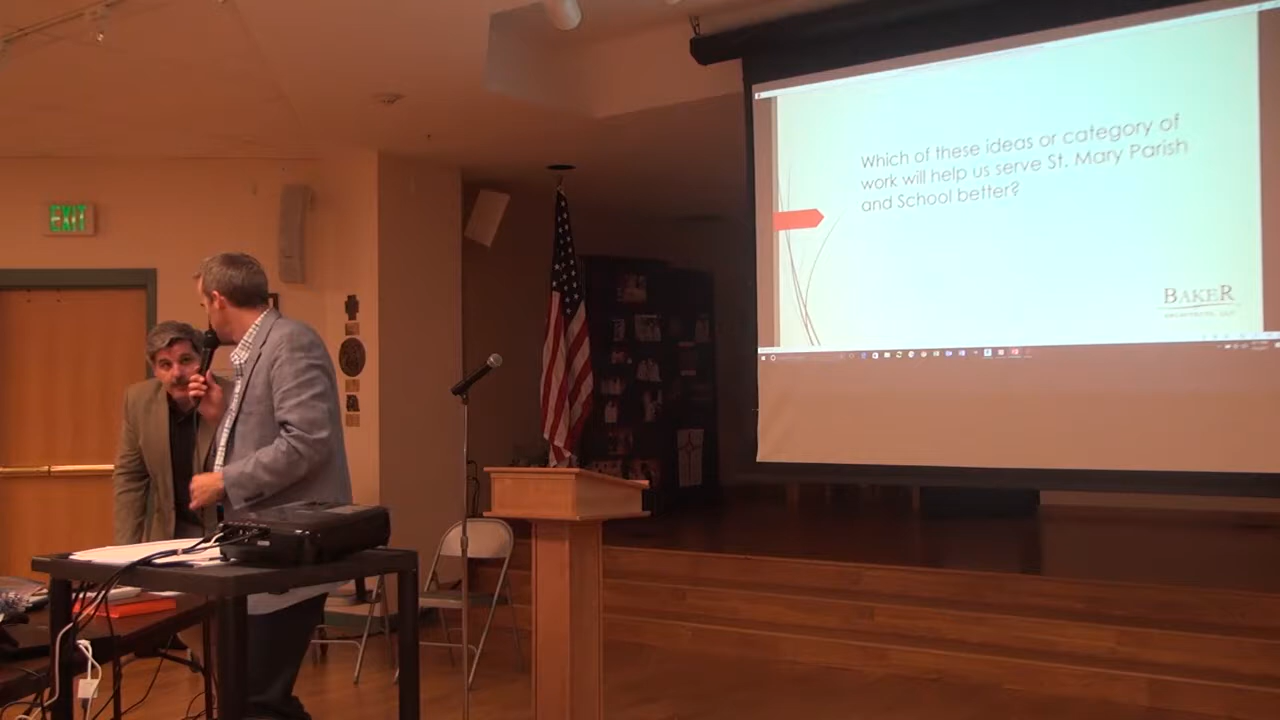 EXIT
Which of these ideas or category of
work will help us serve St. Mary Parish
and School better?
BAKER